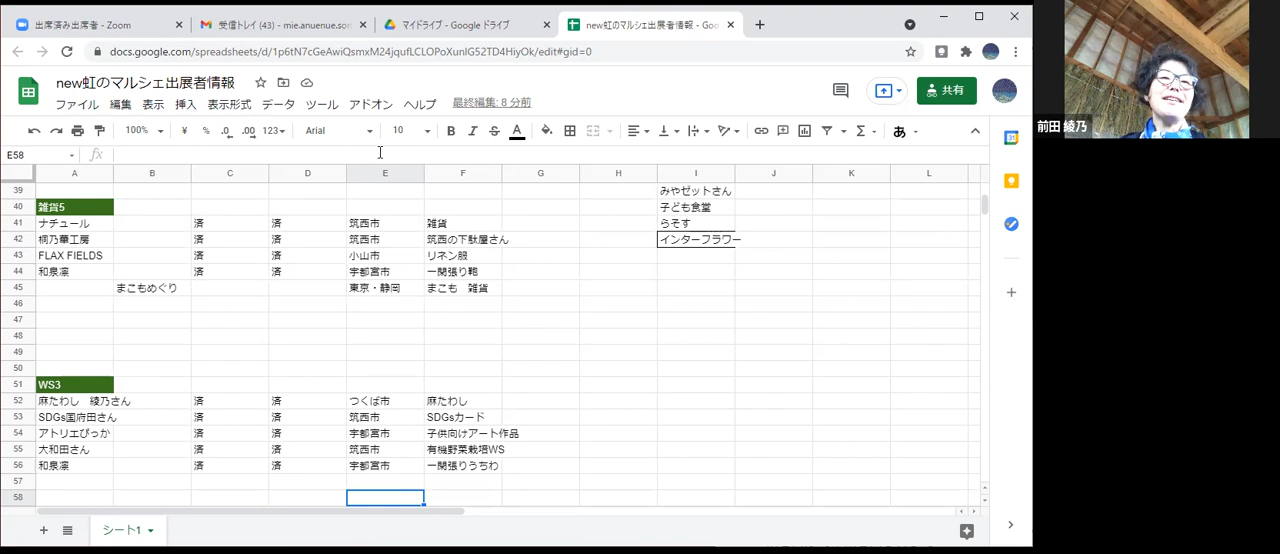 出席済み出席者 - Zoom
受信トレイ (43) - mie.anuenue.son
マイドライブ - Google ドライブ
new虹のマルシェ出展者情報 - Goo
docs.google.com/spreadsheets/d/1p6tN7cGeAwiQsmxM24jqufLCLOPoXunIG52TD4HiyOk/edit#gid=0
new虹のマルシェ出展者情報
ファイル 編集 表示 挿入 表示形式 データ ツール アドオン ヘルプ 最終編集: 8 分前
共有
100% ¥ % .0 .00 123 Arial 10 B I S A Σ あ
E58 fx
A B C D E F G H I J K L
39 みやゼットさん
40 雑貨5 子ども食堂
41 ナチュール 済 済 筑西市 雑貨 らそす
42 桐乃華工房 済 済 筑西市 筑西の下駄屋さん インターフラワー
43 FLAX FIELDS 済 済 小山市 リネン服
44 和泉凜 済 済 宇都宮市 一閑張り鞄
45 まこもめぐり 東京・静岡 まこも 雑貨
46
47
48
49
50
51 WS3
52 麻たわし 綾乃さん 済 済 つくば市 麻たわし
53 SDGs国府田さん 済 済 筑西市 SDGsカード
54 アトリエぴっか 済 済 宇都宮市 子供向けアート作品
55 大和田さん 済 済 筑西市 有機野菜栽培WS
56 和泉凜 済 済 宇都宮市 一閑張りうちわ
57
58
シート1
前田 綾乃
31